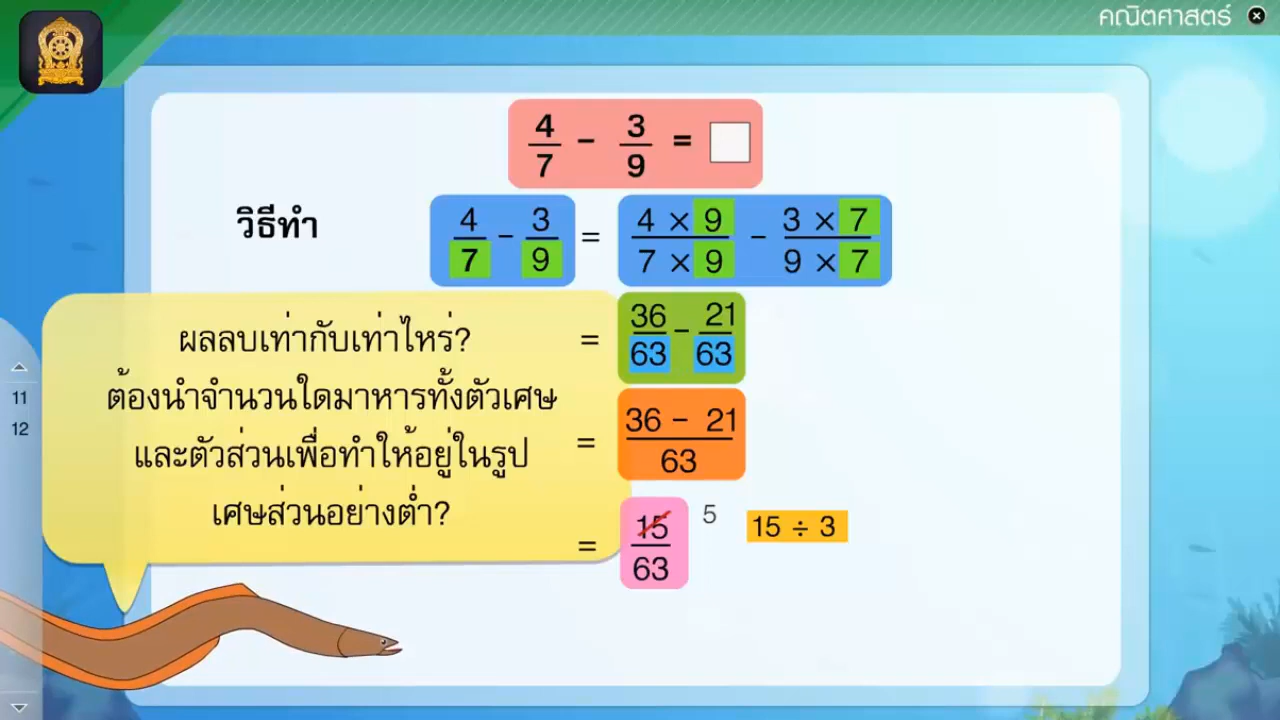 คณิตศาสตร์
4/7 - 3/9 = □
วิธีทำ 4/7 - 3/9 = 4 × 9/7 × 9 - 3 × 7/9 × 7
= 36/63 - 21/63
= 36 - 21/63
= 15/63 5 15 ÷ 3
ผลลบเท่ากับเท่าไหร่?
ต้องนำจำนวนใดมาหารทั้งตัวเศษ
และตัวส่วนเพื่อทำให้อยู่ในรูป
เศษส่วนอย่างต่ำ?
11
12